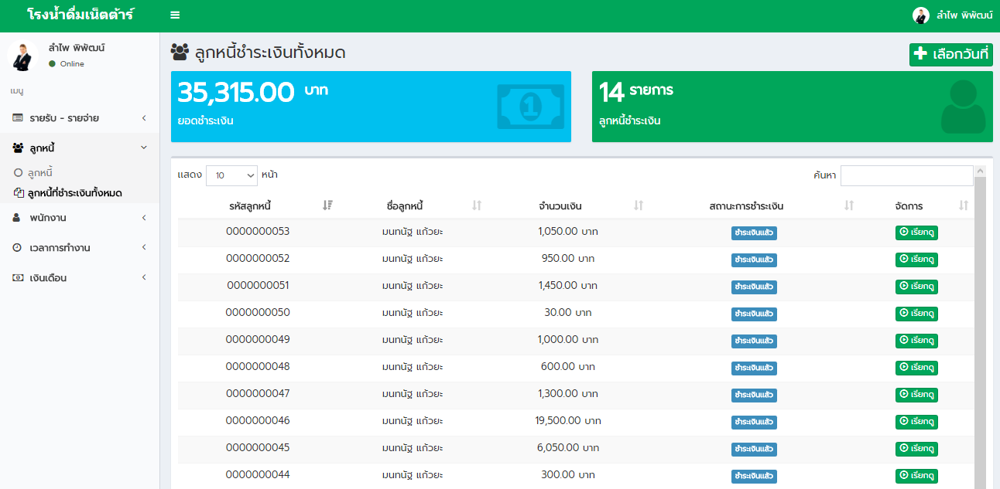 โรงน้ำดื่มเน็ตต้าร์
ลำไพ พิพัฒน์
ลำไพ พิพัฒน์
Online
เมนู
รายรับ - รายจ่าย
ลูกหนี้
ลูกหนี้
ลูกหนี้ที่ชำระเงินทั้งหมด
พนักงาน
เวลาการทำงาน
เงินเดือน
ลูกหนี้ชำระเงินทั้งหมด
เลือกวันที่
35,315.00 บาท
ยอดชำระเงิน
14 รายการ
ลูกหนี้ชำระเงิน
แสดง 10 หน้า
ค้นหา
รหัสลูกหนี้ ชื่อลูกหนี้ จำนวนเงิน สถานะการชำระเงิน จัดการ
0000000053 มนทนัฐ แก้วยะ 1,050.00 บาท ชำระเงินแล้ว เรียกดู
0000000052 มนทนัฐ แก้วยะ 950.00 บาท ชำระเงินแล้ว เรียกดู
0000000051 มนทนัฐ แก้วยะ 1,450.00 บาท ชำระเงินแล้ว เรียกดู
0000000050 มนทนัฐ แก้วยะ 30.00 บาท ชำระเงินแล้ว เรียกดู
0000000049 มนทนัฐ แก้วยะ 1,000.00 บาท ชำระเงินแล้ว เรียกดู
0000000048 มนทนัฐ แก้วยะ 600.00 บาท ชำระเงินแล้ว เรียกดู
0000000047 มนทนัฐ แก้วยะ 1,300.00 บาท ชำระเงินแล้ว เรียกดู
0000000046 มนทนัฐ แก้วยะ 19,500.00 บาท ชำระเงินแล้ว เรียกดู
0000000045 มนทนัฐ แก้วยะ 6,050.00 บาท ชำระเงินแล้ว เรียกดู
0000000044 มนทนัฐ แก้วยะ 300.00 บาท ชำระเงินแล้ว เรียกดู